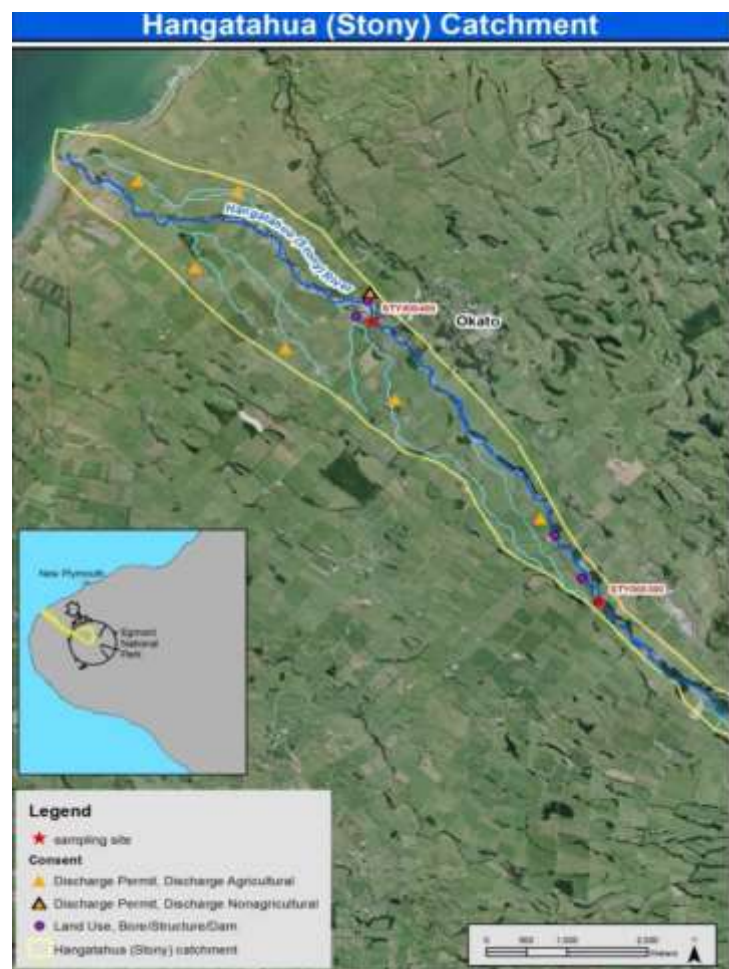 Hangatahua (Stony) Catchment
Hangatahua (Stony) River
Okato
New Plymouth
Egmont
National
Park
Legend
sampling site
Consent
Discharge Permit, Discharge Agricultural
Discharge Permit, Discharge Nonagricultural
Land Use, Bore/Structure/Dam
Hangatahua (Stony) catchment
0